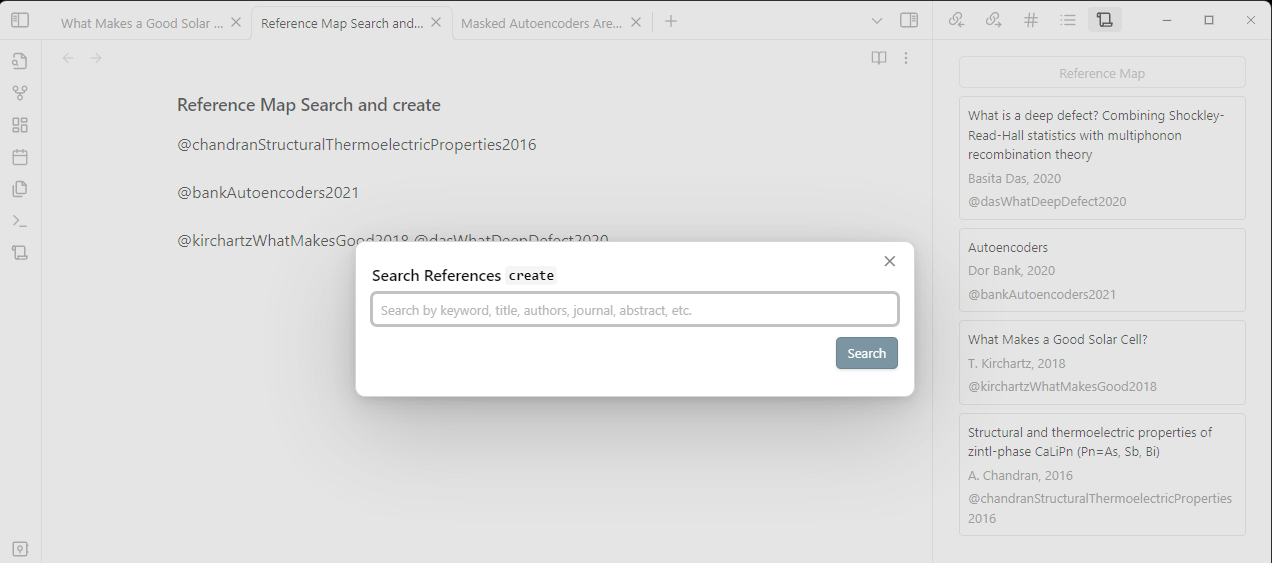 What Makes a Good Solar ...
Reference Map Search and...
Masked Autoencoders Are...
Reference Map Search and create
@chandranStructuralThermoelectricProperties2016
@bankAutoencoders2021
@kirchartzWhatMakesGood2018 @dasWhatDeepDefect2020
Search References create
Search by keyword, title, authors, journal, abstract, etc.
Search
Reference Map
What is a deep defect? Combining Shockley-
Read-Hall statistics with multiphonon
recombination theory
Basita Das, 2020
@dasWhatDeepDefect2020
Autoencoders
Dor Bank, 2020
@bankAutoencoders2021
What Makes a Good Solar Cell?
T. Kirchartz, 2018
@kirchartzWhatMakesGood2018
Structural and thermoelectric properties of
zintl-phase CaLiPn (Pn=As, Sb, Bi)
A. Chandran, 2016
@chandranStructuralThermoelectricProperties
2016